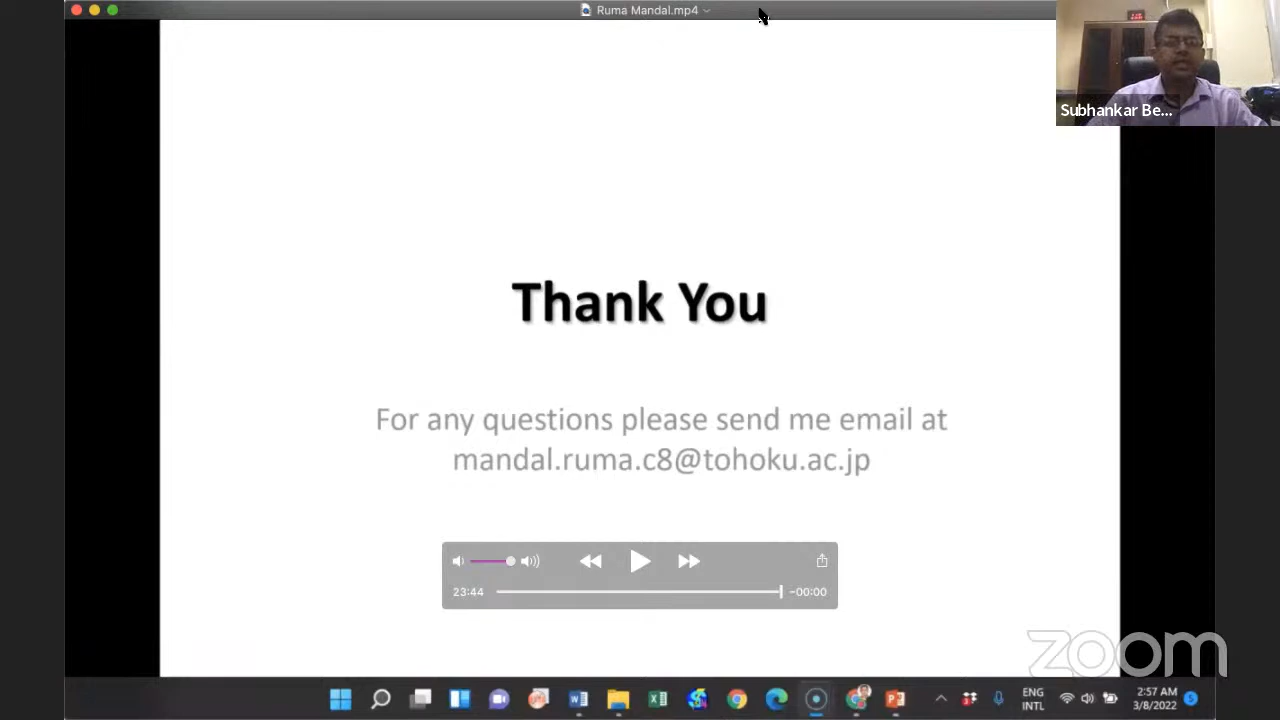 Ruma Mandal.mp4
Subhankar Be...
Thank You
For any questions please send me email at
mandal.ruma.c8@tohoku.ac.jp
23:44
-00:00
zoom
ENG
INTL
2:57 AM
3/8/2022